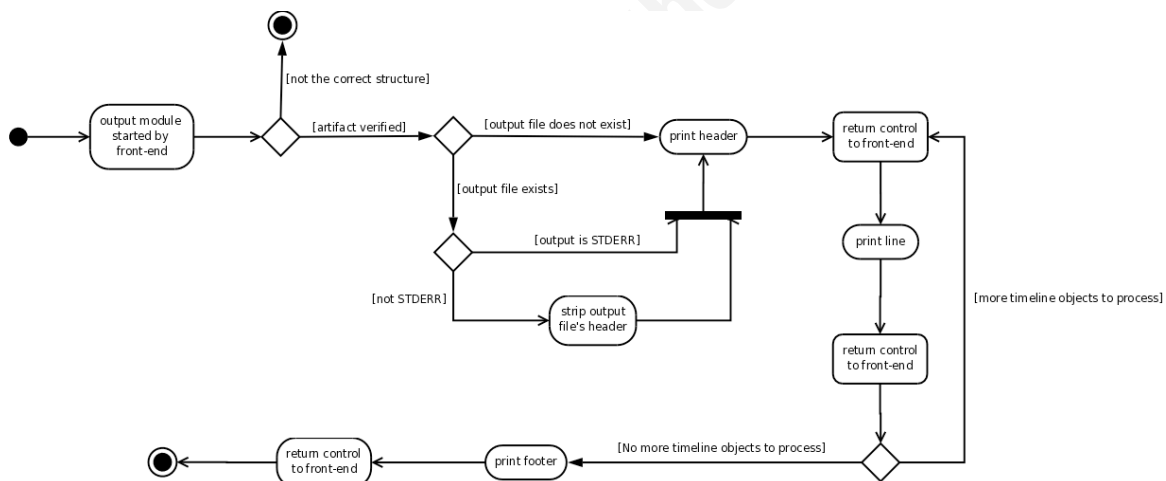 [not the correct structure]
output module
started by
front-end
[artifact verified]
[output file does not exist]
print header
return control
to front-end
[output file exists]
[output is STDERR]
print line
[not STDERR]
strip output
file's header
[more timeline objects to process]
return control
to front-end
[No more timeline objects to process]
print footer
return control
to front-end